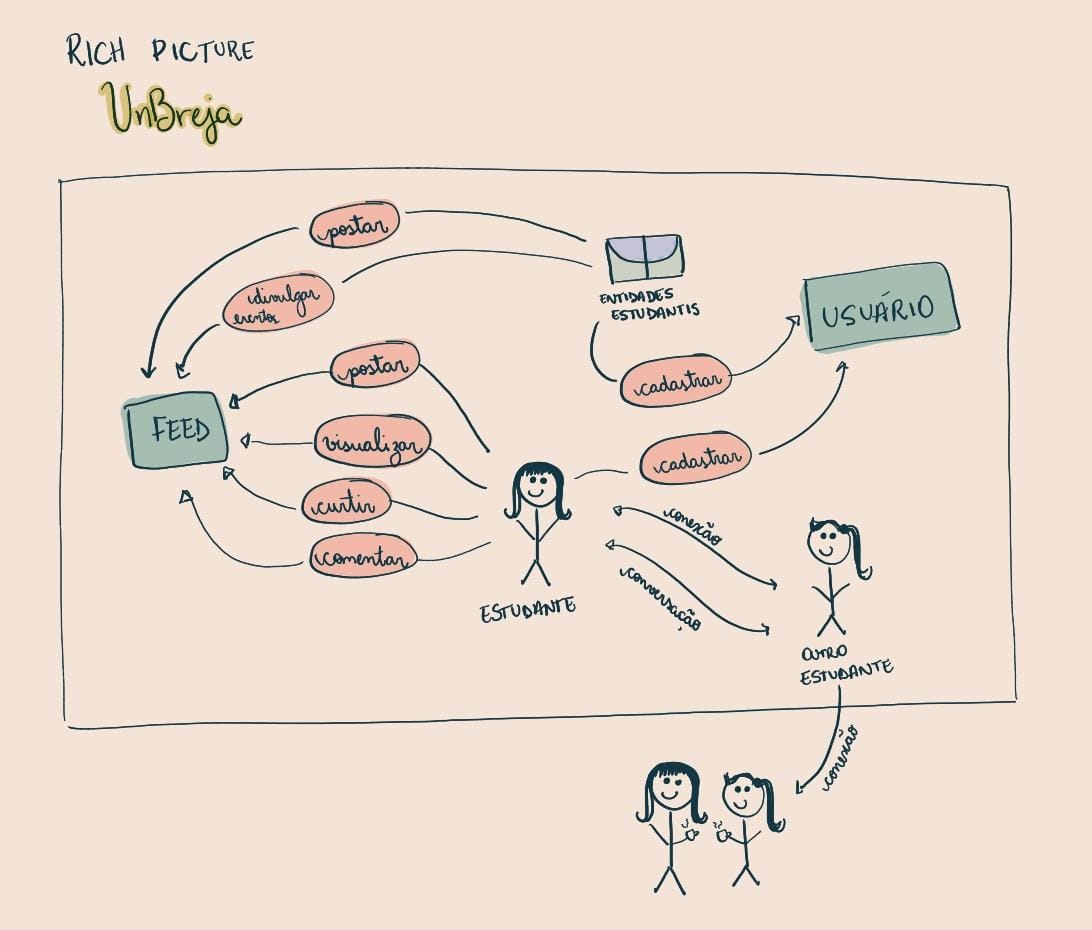 RICH PICTURE
UnBreja
postar
divulgar
eventos
ENTIDADES
ESTUDANTIS
USUÁRIO
postar
cadastrar
FEED
visualizar
cadastrar
curtir
conexão
comentar
conversação
ESTUDANTE
OUTRO
ESTUDANTE
conexão